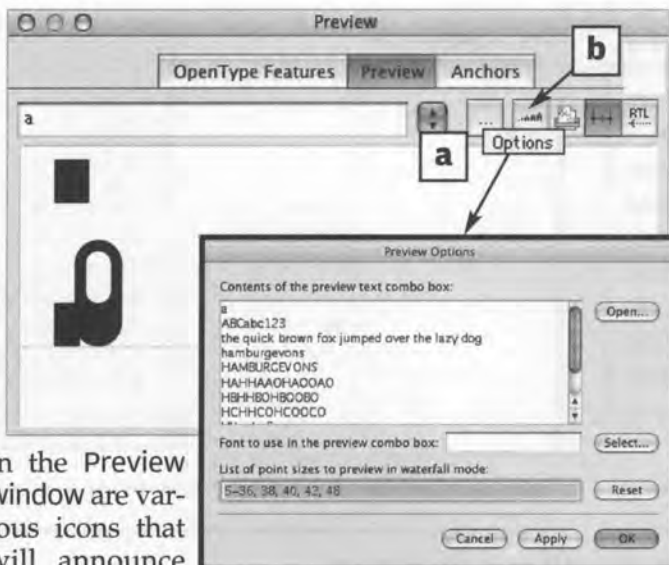 Preview
OpenType Features Preview Anchors
a
...
RTL
b
a
Options
Preview Options
Contents of the preview text combo box:
a
ABCabc123
the quick brown fox jumped over the lazy dog
hamburgevons
HAMBURGEVONS
HAHHAAOHAOOAO
HBHHBOHBOOBO
HCHHCOHCOOCO
Open...
Font to use in the preview combo box:
Select...
List of point sizes to preview in waterfall mode:
5-36, 38, 40, 42, 48
Reset
Cancel Apply OK
n the Preview
window are var-
ous icons that
will announce